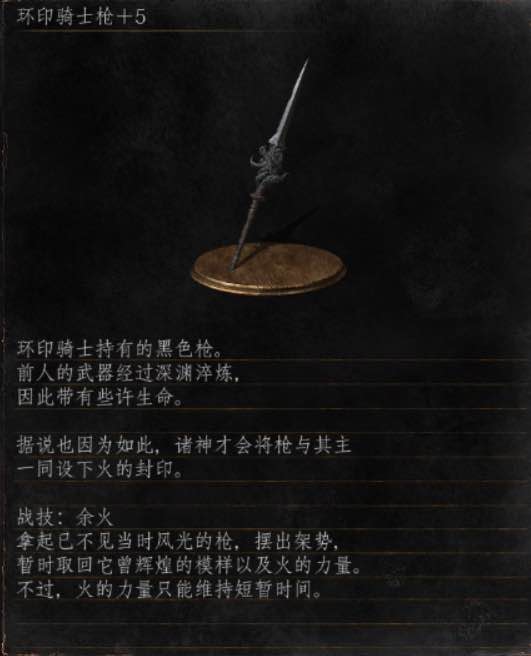 环印骑士枪＋5
环印骑士持有的黑色枪。
前人的武器经过深渊淬炼，
因此带有些许生命。
据说也因为如此，诸神才会将枪与其主
一同设下火的封印。
战技：余火
拿起已不见当时风光的枪，摆出架势，
暂时取回它曾辉煌的模样以及火的力量。
不过，火的力量只能维持短暂时间。